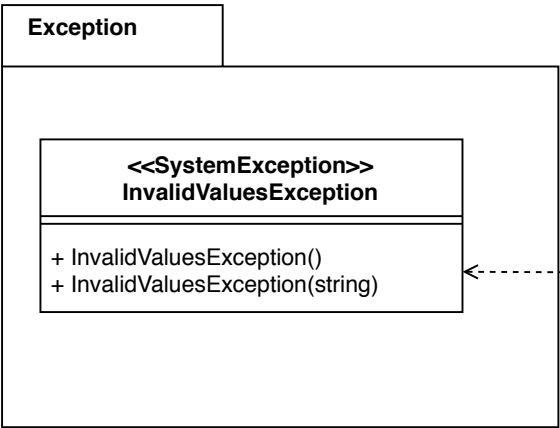 Exception
<<SystemException>>
InvalidValuesException
+ InvalidValuesException()
+ InvalidValuesException(string)